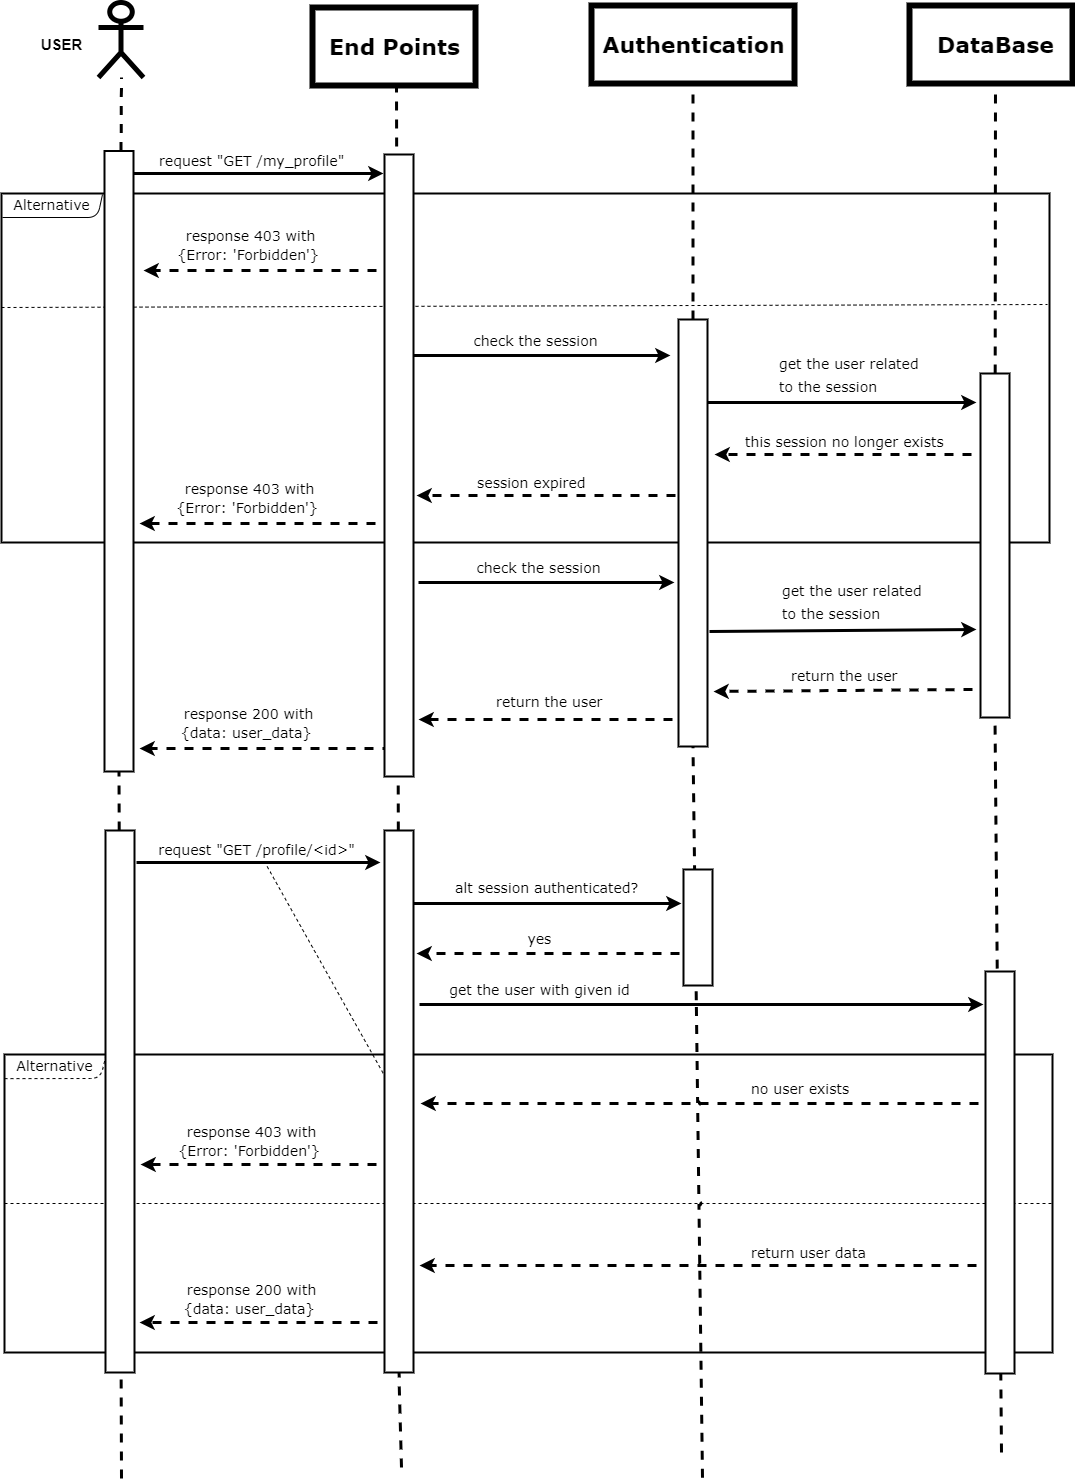 USER
End Points
Authentication
DataBase
request "GET /my_profile"
Alternative
response 403 with
{Error: 'Forbidden'}
check the session
get the user related
to the session
this session no longer exists
session expired
response 403 with
{Error: 'Forbidden'}
check the session
get the user related
to the session
return the user
return the user
response 200 with
{data: user_data}
request "GET /profile/<id>"
alt session authenticated?
yes
get the user with given id
Alternative
no user exists
response 403 with
{Error: 'Forbidden'}
return user data
response 200 with
{data: user_data}